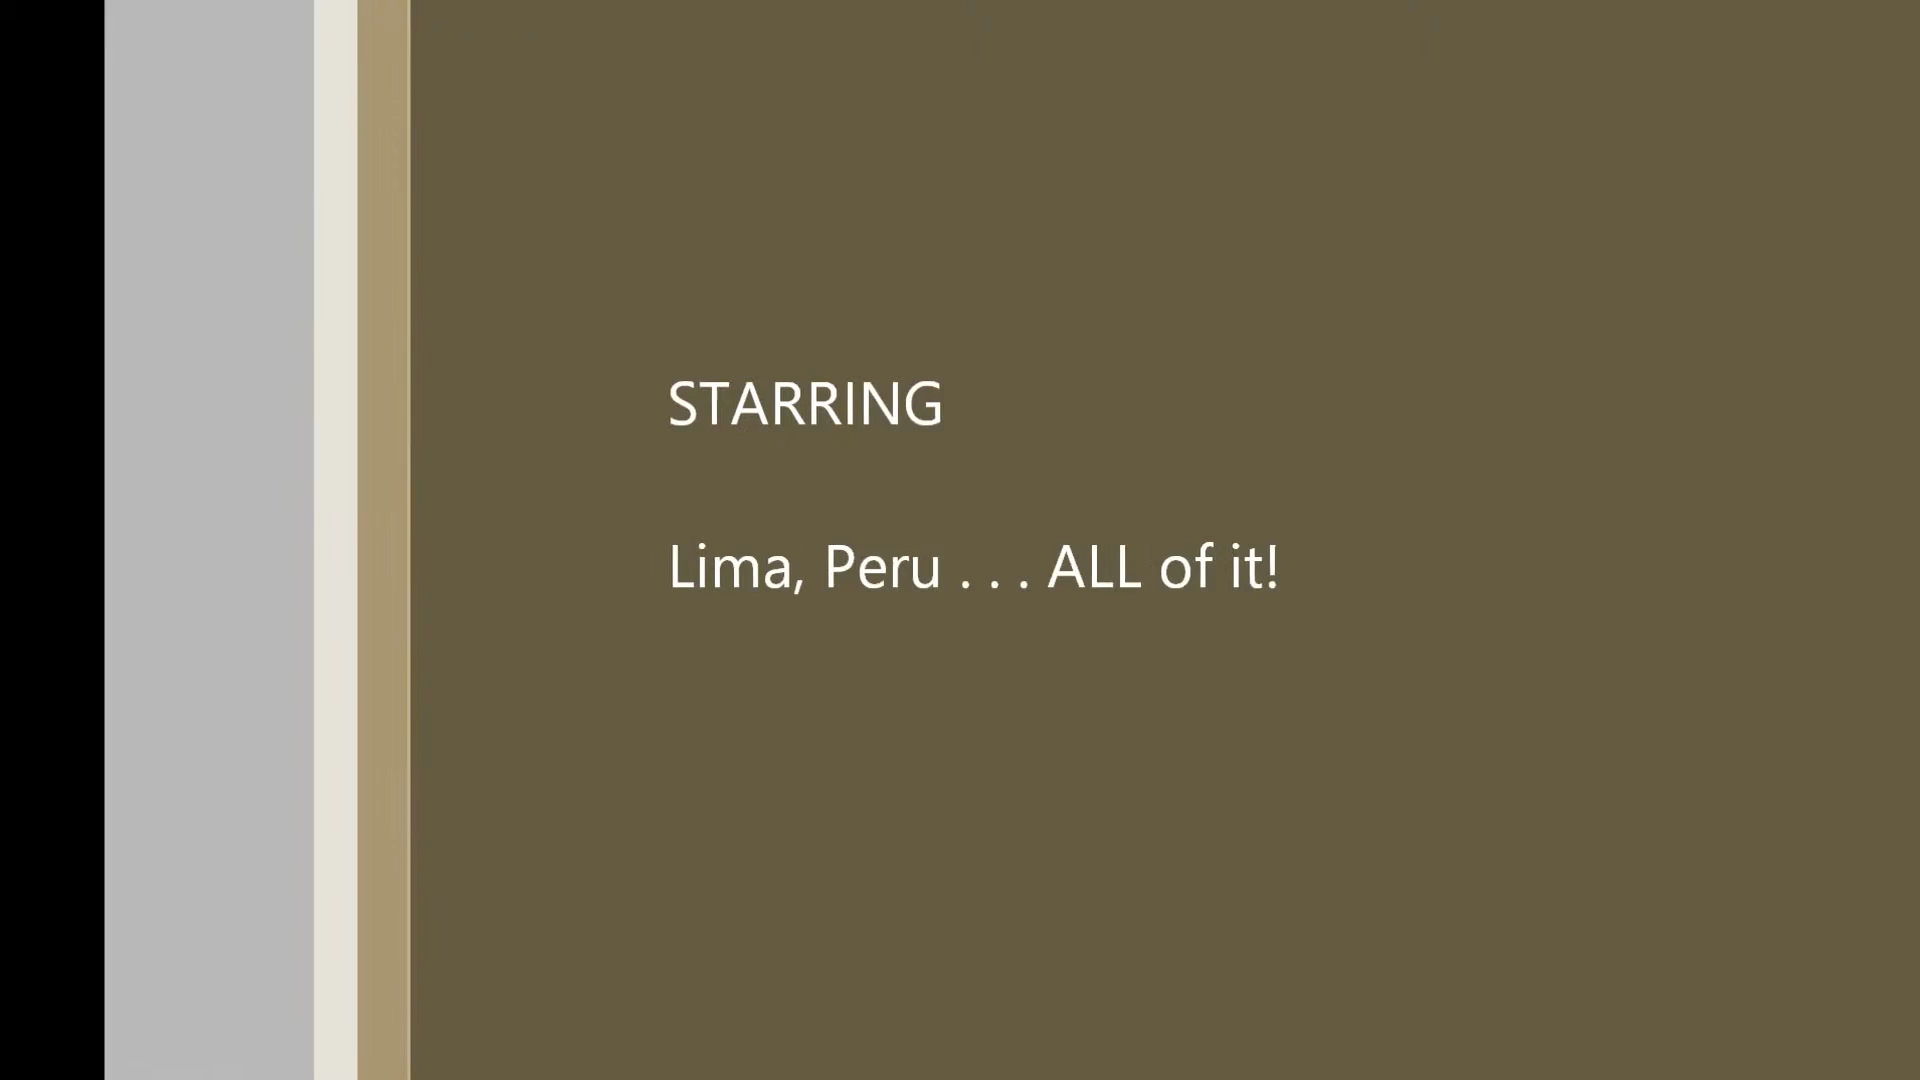 STARRING
Lima, Peru . . . ALL of it!